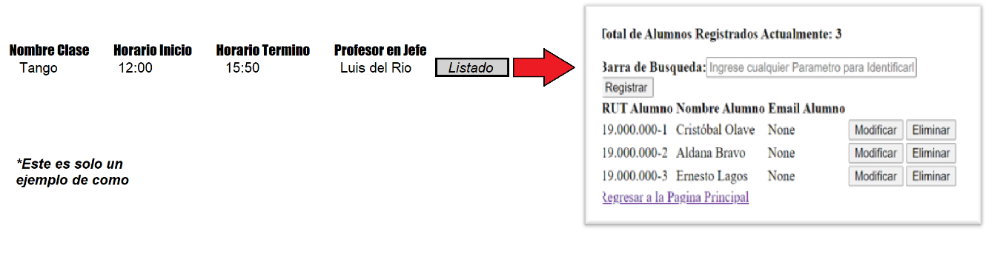 Nombre Clase Horario Inicio Horario Termino Profesor en Jefe
Tango 12:00 15:50 Luis del Rio Listado
*Este es solo un
ejemplo de como
Total de Alumnos Registrados Actualmente: 3
Barra de Busqueda: Ingrese cualquier Parametro para Identificarl
Registrar
RUT Alumno Nombre Alumno Email Alumno
19.000.000-1 Cristóbal Olave None Modificar Eliminar
19.000.000-2 Aldana Bravo None Modificar Eliminar
19.000.000-3 Ernesto Lagos None Modificar Eliminar
Regresar a la Pagina Principal